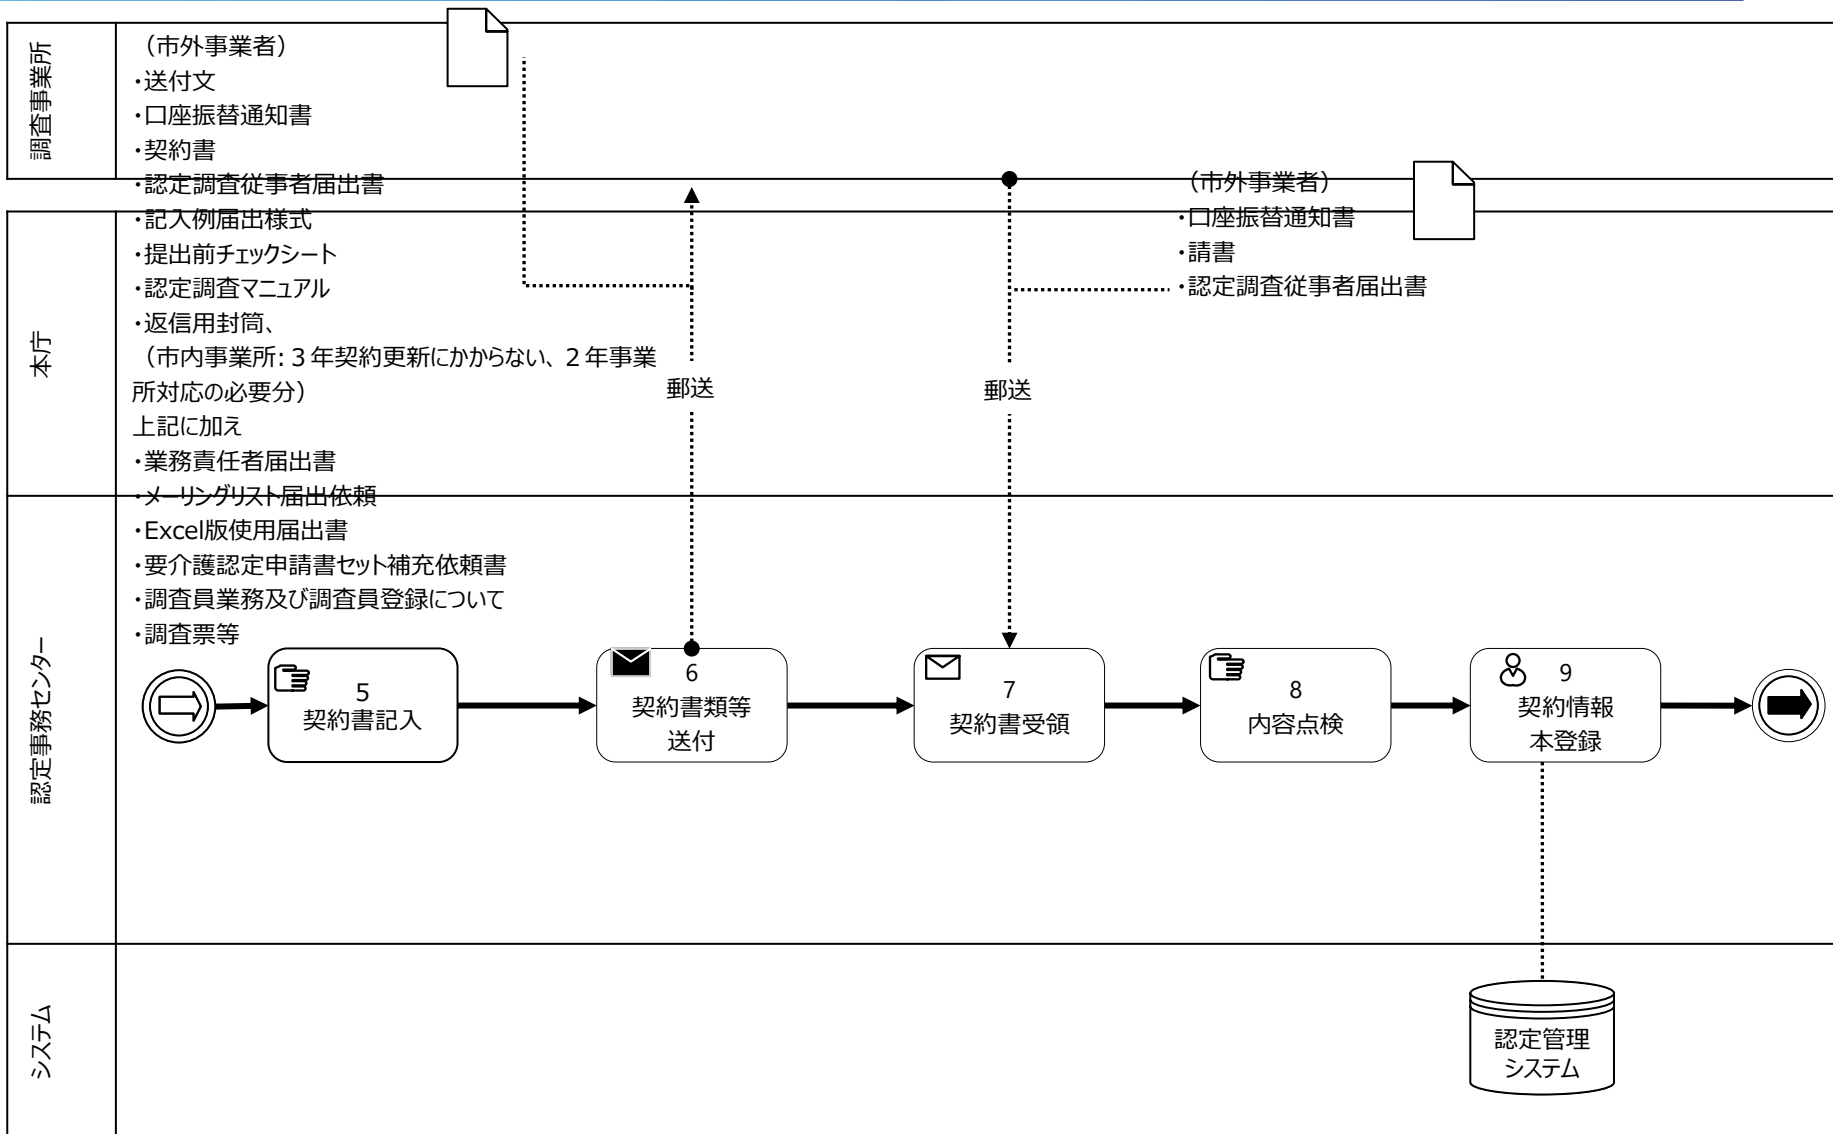 調査事業所
（市外事業者）
・送付文
・口座振替通知書
・契約書
・認定調査従事者届出書
・記入例届出様式
・提出前チェックシート
・認定調査マニュアル
・返信用封筒、
（市内事業所：３年契約更新にかからない、２年事業
所対応の必要分）
上記に加え
・業務責任者届出書
・メーリングリスト届出依頼
・Excel版使用届出書
・要介護認定申請書セット補充依頼書
・調査員業務及び調査員登録について
・調査票等
（市外事業者）
・口座振替通知書
・請書
・認定調査従事者届出書
本庁
郵送
郵送
認定事務センター
5
契約書記入
6
契約書類等
送付
7
契約書受領
8
内容点検
9
契約情報
本登録
システム
認定管理
システム